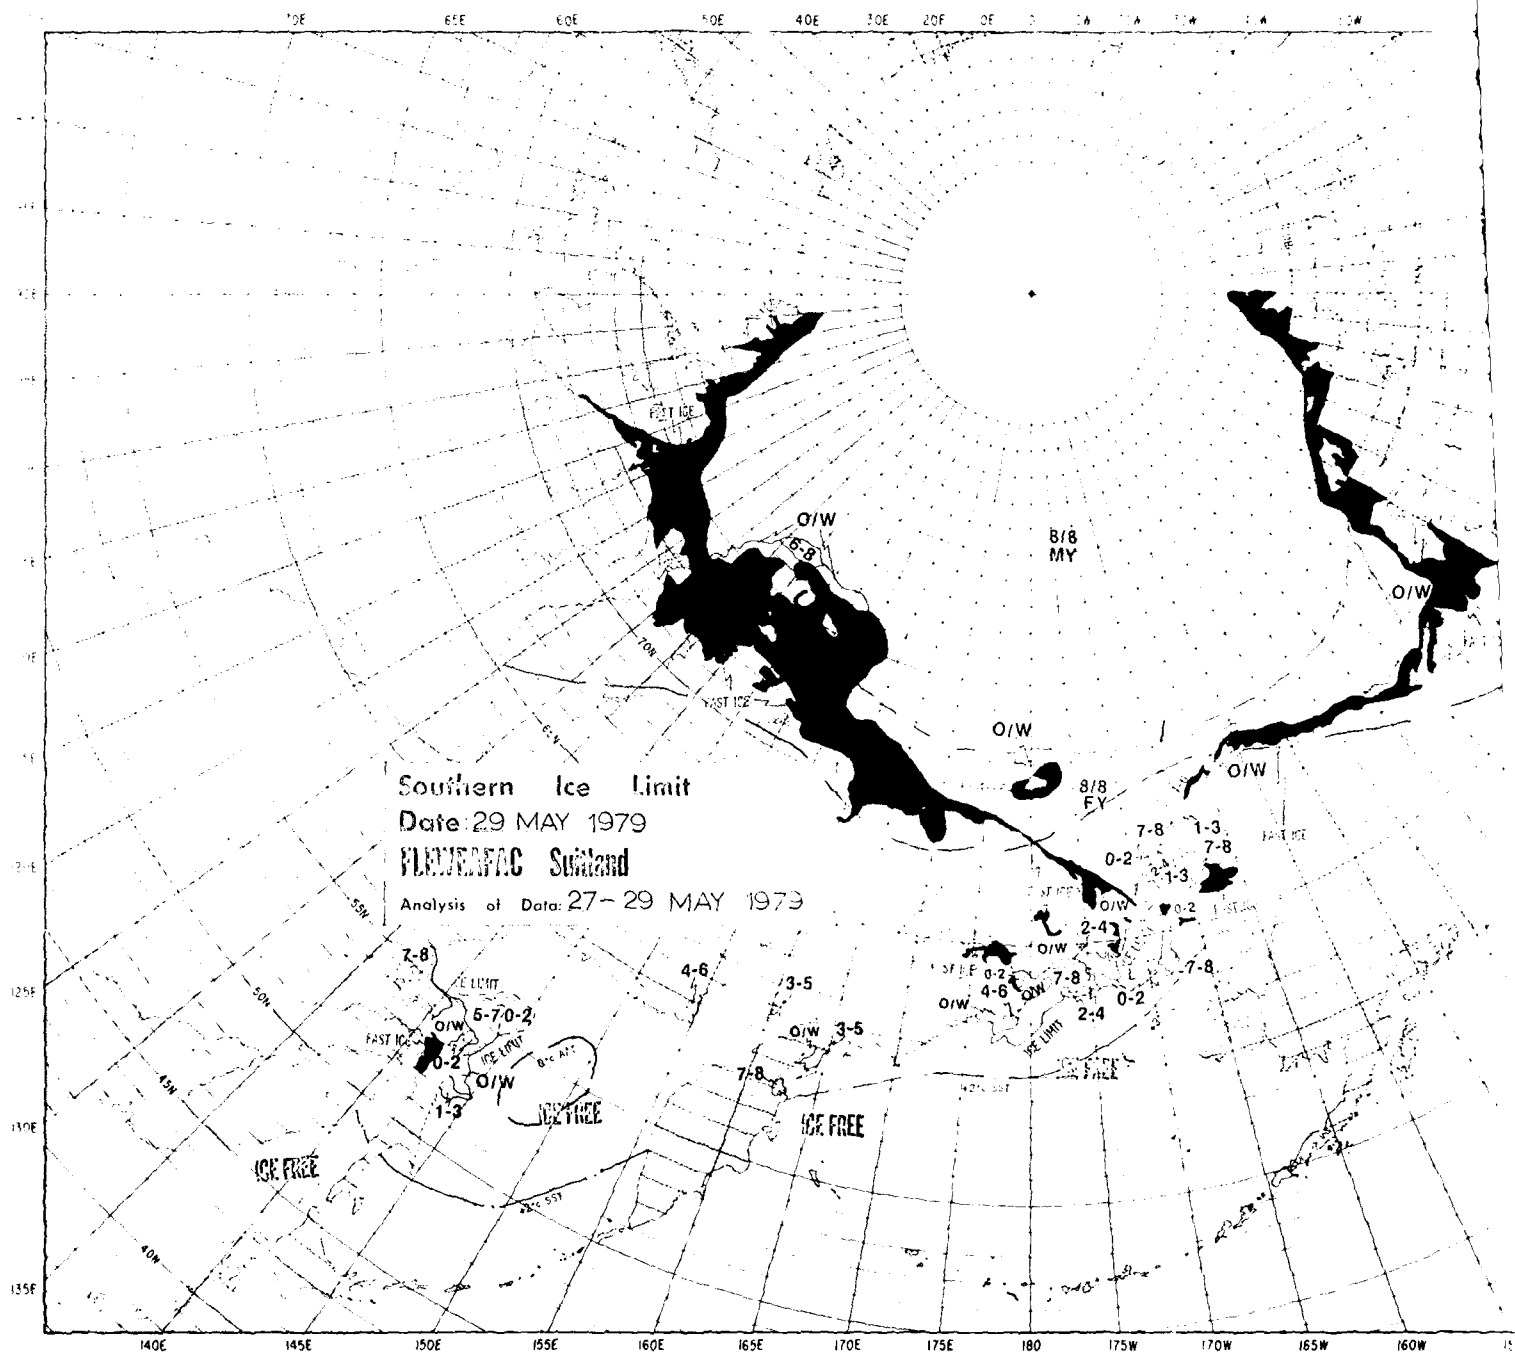 65E
60E
50E
40E
30E
20E
0
FAST ICE
O/W
6-8
8/8
MY
O/W
70N
FAST ICE
O/W
O/W
8/8
FY
Southern Ice Limit
Date: 29 MAY 1979
FLEWEAFAC Suitland
Analysis of Data: 27-29 MAY 1979
7-8
1-3
7-8
FAST ICE
0-2
1-3
O/W
0-2
2-4
O/W
55N
7-8
4-6
3-5
0-2
7-8
7-8
4-6
O/W
O/W
0-2
2-4
125E
50N
5-7
0-2
O/W
ICE LIMIT
FAST ICE
0-2
ICE LIMIT
O/W
3-5
ICE FREE
7-8
O/W
1-3
ICE FREE
ICE FREE
45N
130E
ICE FREE
+2°C SST
40N
135E
140E
145E
150E
155E
160E
165E
170E
175E
180
175W
170W
165W
160W